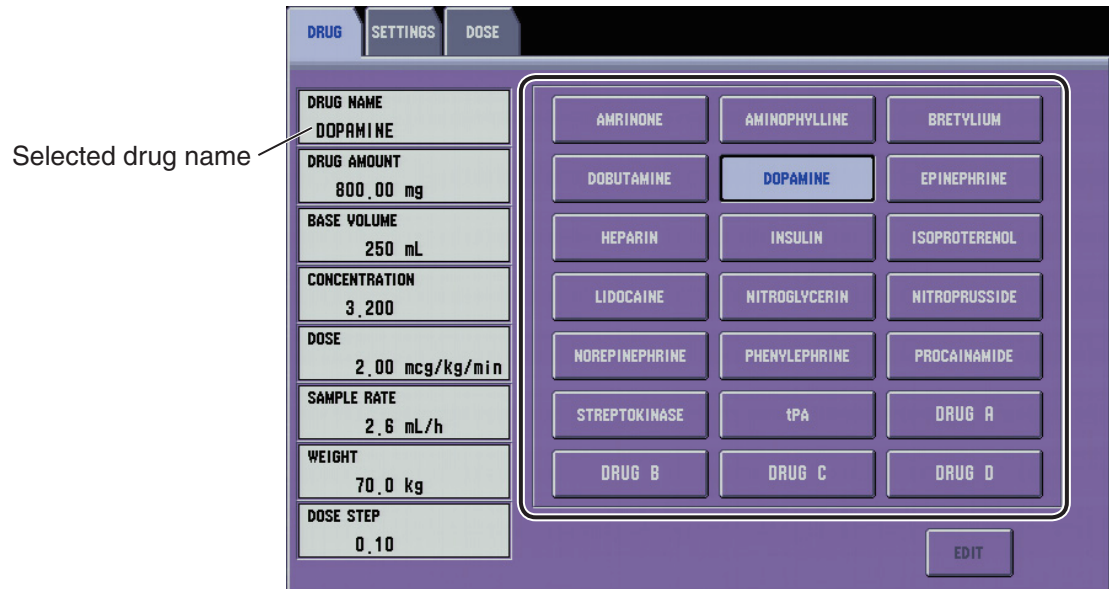 DRUG SETTINGS DOSE
Selected drug name
DRUG NAME
DOPAMINE
DRUG AMOUNT
800.00 mg
BASE VOLUME
250 mL
CONCENTRATION
3.200
DOSE
2.00 mcg/kg/min
SAMPLE RATE
2.6 mL/h
WEIGHT
70.0 kg
DOSE STEP
0.10
AMRINONE AMINOPHYLLINE BRETYLIUM
DOBUTAMINE DOPAMINE EPINEPHRINE
HEPARIN INSULIN ISOPROTERENOL
LIDOCAINE NITROGLYCERIN NITROPRUSSIDE
NOREPINEPHRINE PHENYLEPHRINE PROCAINAMIDE
STREPTOKINASE tPA DRUG A
DRUG B DRUG C DRUG D
EDIT